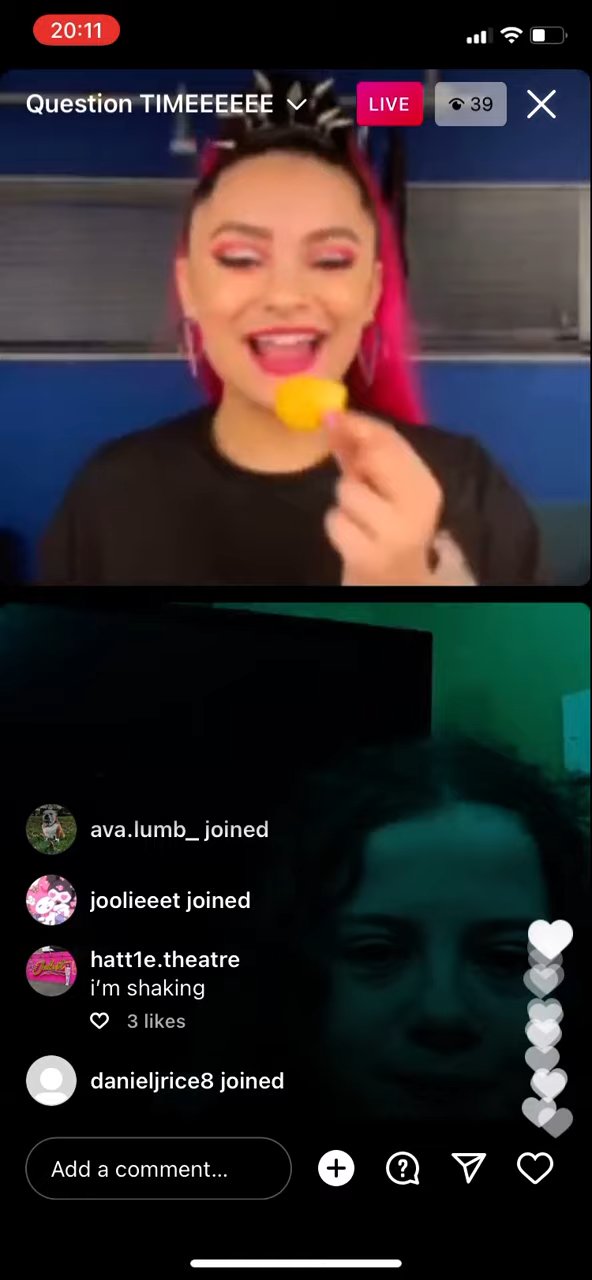 20:11
Question TIMEEEEEE
LIVE
39
ava.lumb_ joined
joolieeet joined
hatt1e.theatre
i'm shaking
3 likes
danieljrice8 joined
Add a comment...